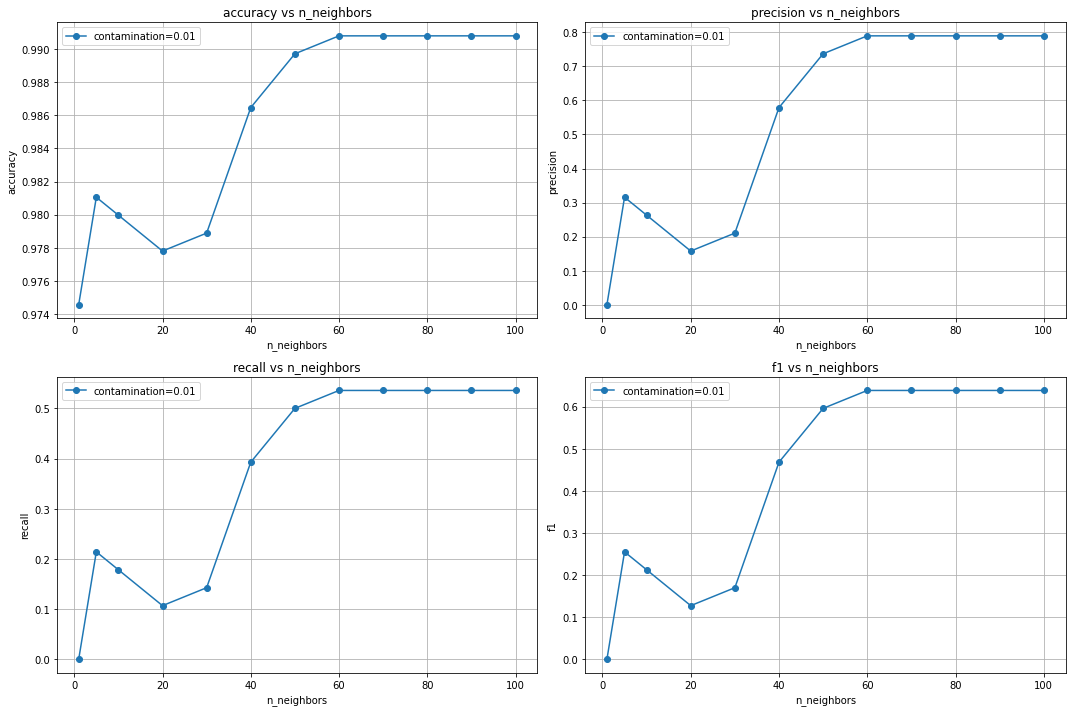 accuracy vs n_neighbors
contamination=0.01
0.990
0.988
0.986
0.984
0.982
0.980
0.978
0.976
0.974
accuracy
0 20 40 60 80 100
n_neighbors
precision vs n_neighbors
contamination=0.01
0.8
0.7
0.6
0.5
0.4
0.3
0.2
0.1
0.0
precision
0 20 40 60 80 100
n_neighbors
recall vs n_neighbors
contamination=0.01
0.5
0.4
0.3
0.2
0.1
0.0
recall
0 20 40 60 80 100
n_neighbors
f1 vs n_neighbors
contamination=0.01
0.6
0.5
0.4
0.3
0.2
0.1
0.0
f1
0 20 40 60 80 100
n_neighbors